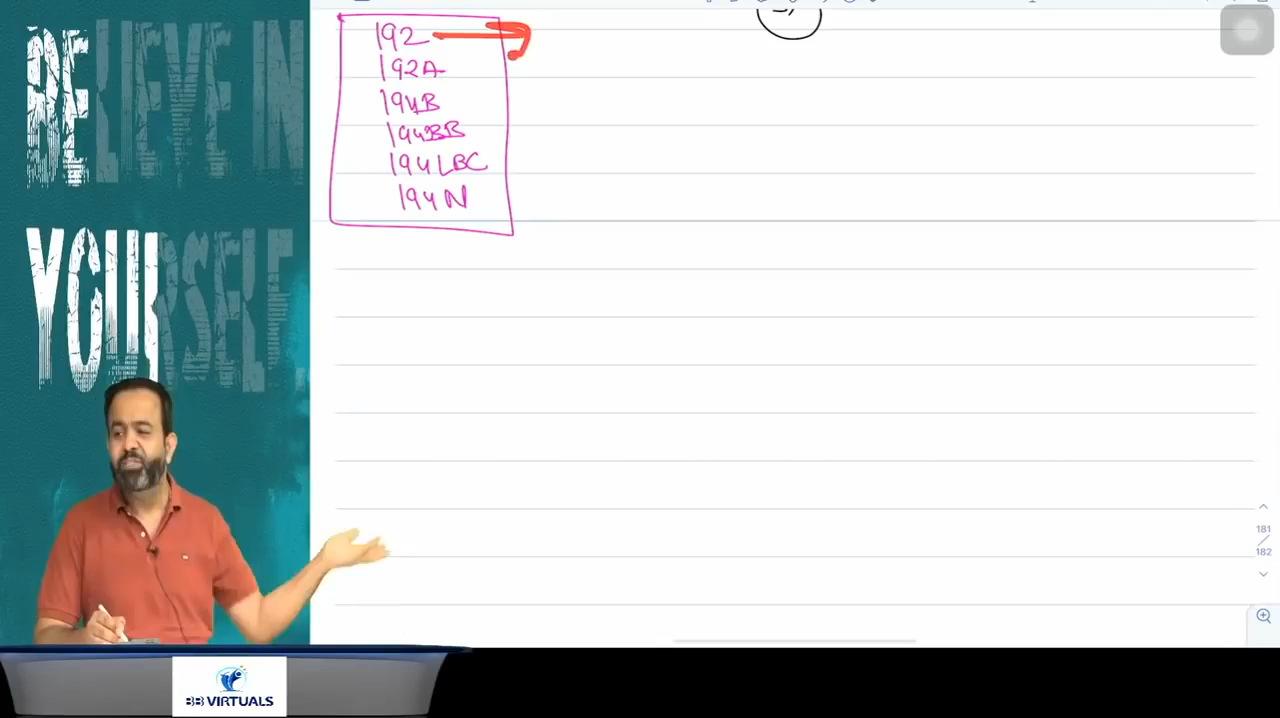 BELIEVE IN
YOURSELF
192
192A
194B
194BB
194LBC
194N
181
182
BB VIRTUALS